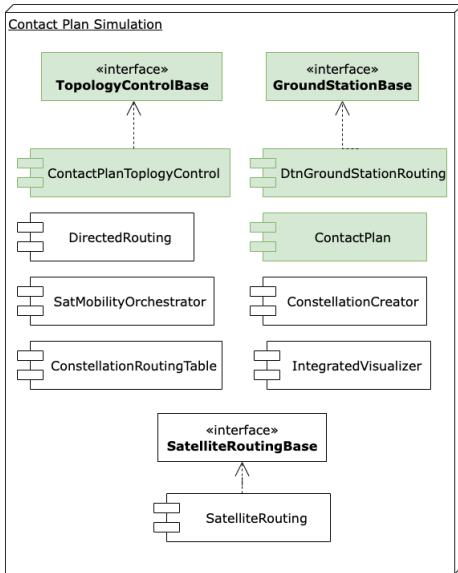 Contact Plan Simulation
«interface»
TopologyControlBase
«interface»
GroundStationBase
ContactPlanToplogyControl
DtnGroundStationRouting
DirectedRouting
ContactPlan
SatMobilityOrchestrator
ConstellationCreator
ConstellationRoutingTable
IntegratedVisualizer
«interface»
SatelliteRoutingBase
SatelliteRouting